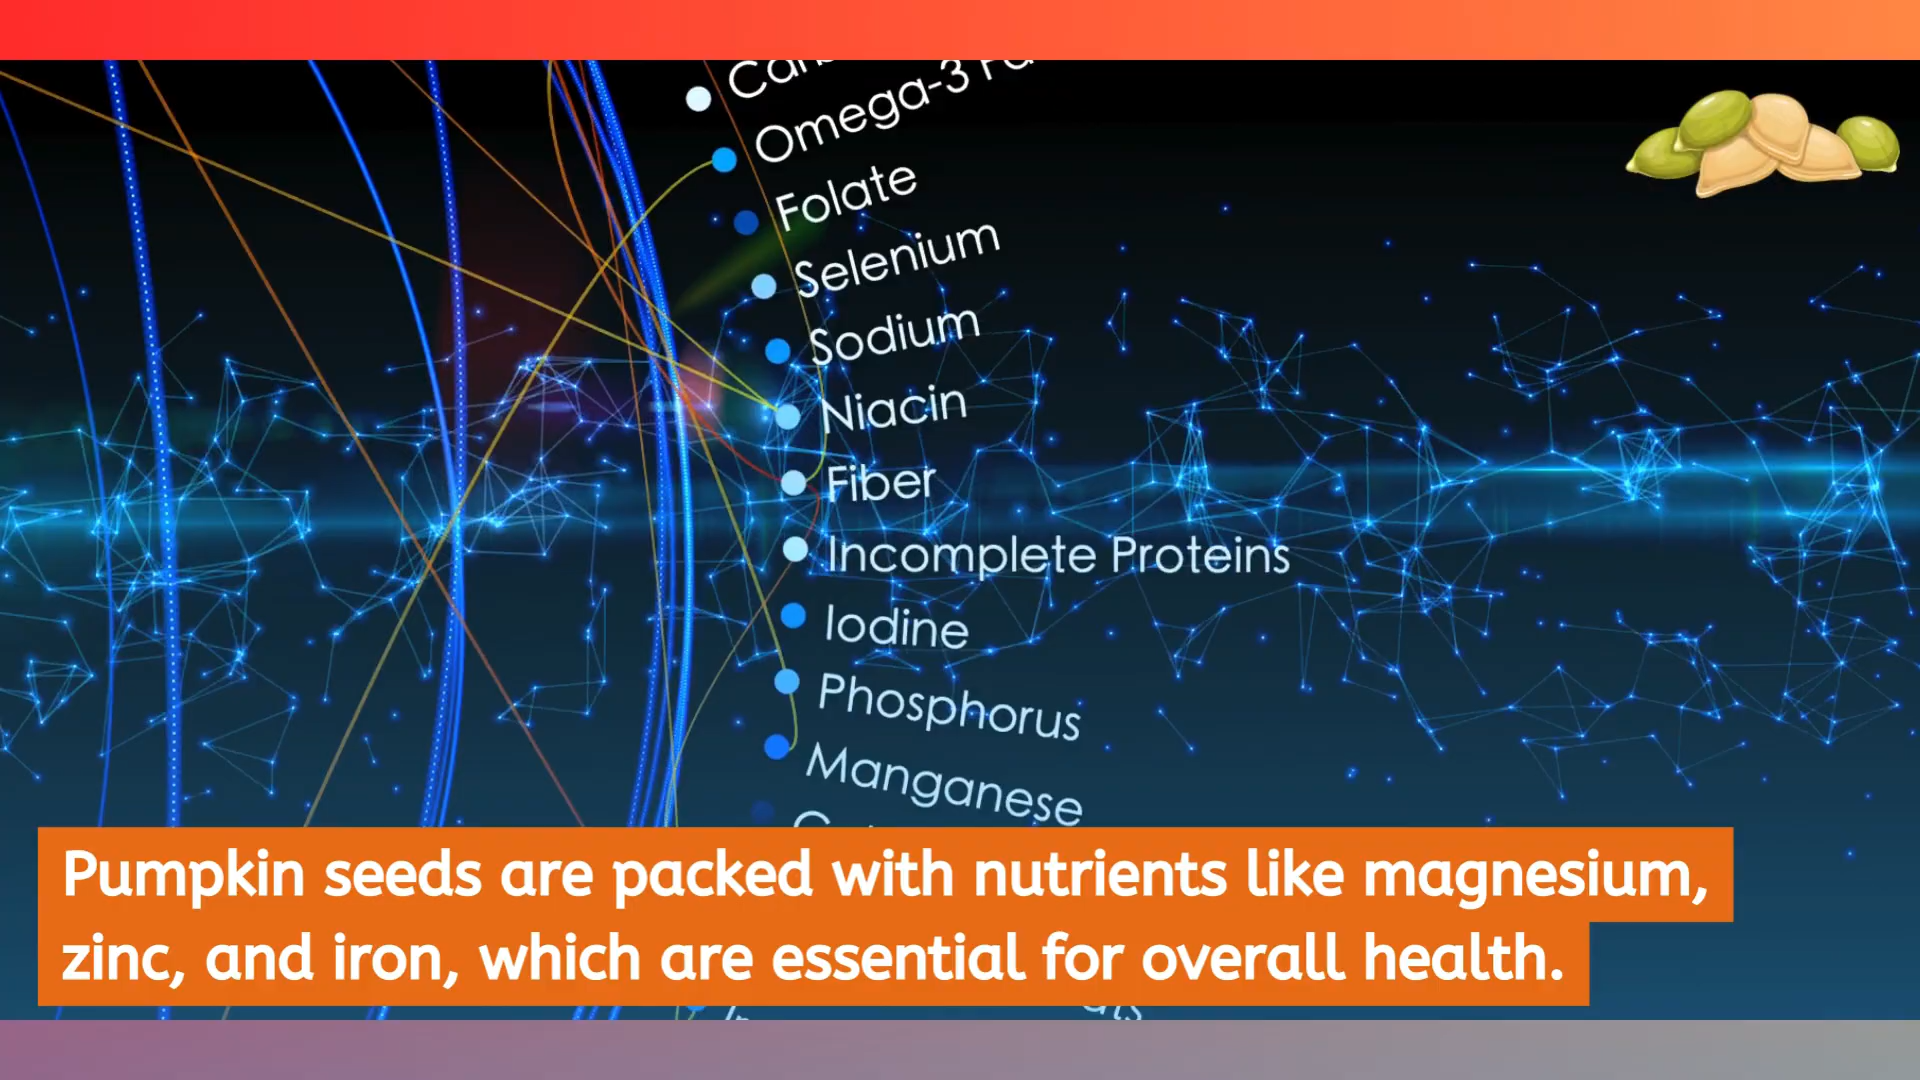 Omega-3
Folate
Selenium
Sodium
Niacin
Fiber
Incomplete Proteins
Iodine
Phosphorus
Manganese
Pumpkin seeds are packed with nutrients like magnesium,
zinc, and iron, which are essential for overall health.